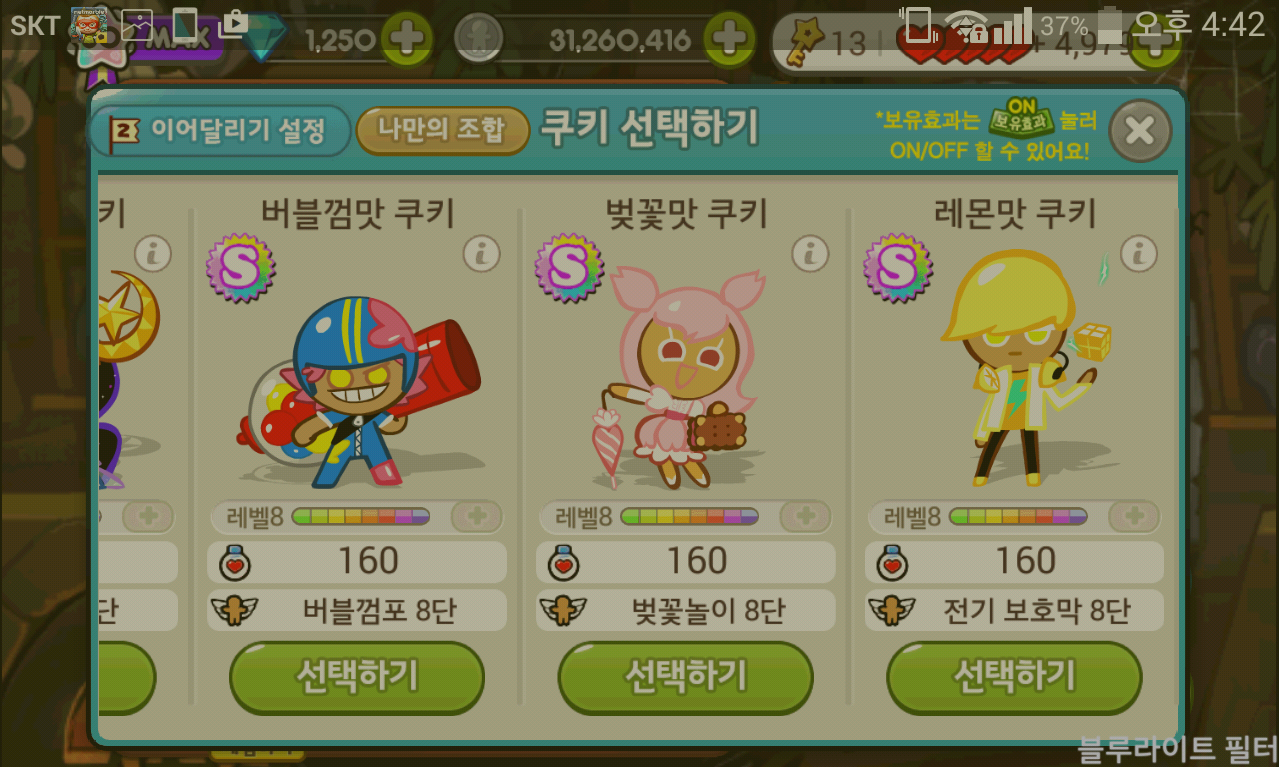 SKT 37% 오후 4:42
MAX 1,250 31,260,416 13 + 4,979
2 이어달리기 설정 나만의 조합 쿠키 선택하기
*보유효과는 ON 보유효과 눌러
ON/OFF 할 수 있어요!
키 버블껌맛 쿠키 벚꽃맛 쿠키 레몬맛 쿠키
S S S
레벨8 레벨8 레벨8
160 160 160
단 버블껌포 8단 벚꽃놀이 8단 전기 보호막 8단
선택하기 선택하기 선택하기
블루라이트 필터